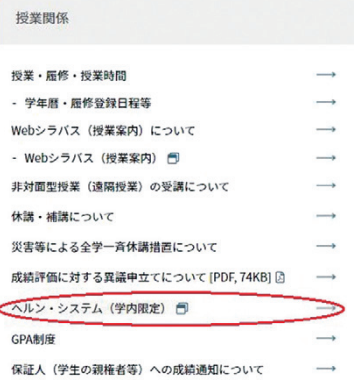 授業関係
授業・履修・授業時間
- 学年暦・履修登録日程等
Webシラバス（授業案内）について
- Webシラバス（授業案内）
非対面型授業（遠隔授業）の受講について
休講・補講について
災害等による全学一斉休講措置について
成績評価に対する異議申立てについて [PDF, 74KB]
ヘルン・システム（学内限定）
GPA制度
保証人（学生の親権者等）への成績通知について